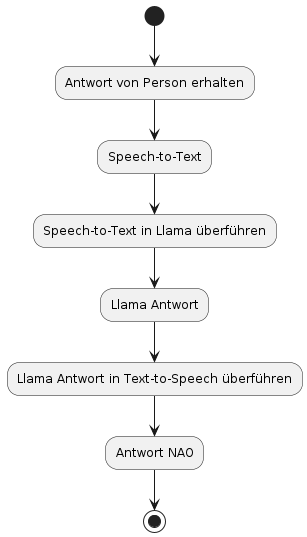 Antwort von Person erhalten
Speech-to-Text
Speech-to-Text in Llama überführen
Llama Antwort
Llama Antwort in Text-to-Speech überführen
Antwort NAO